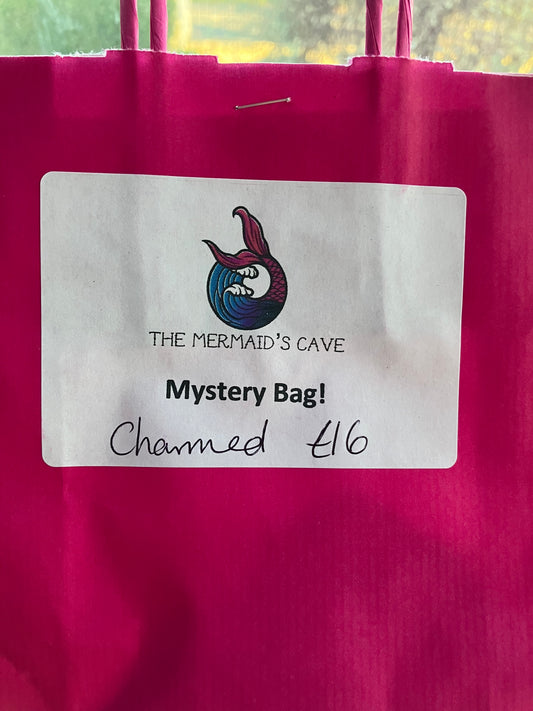 THE MERMAID'S CAVE
Mystery Bag!
Charmed £16